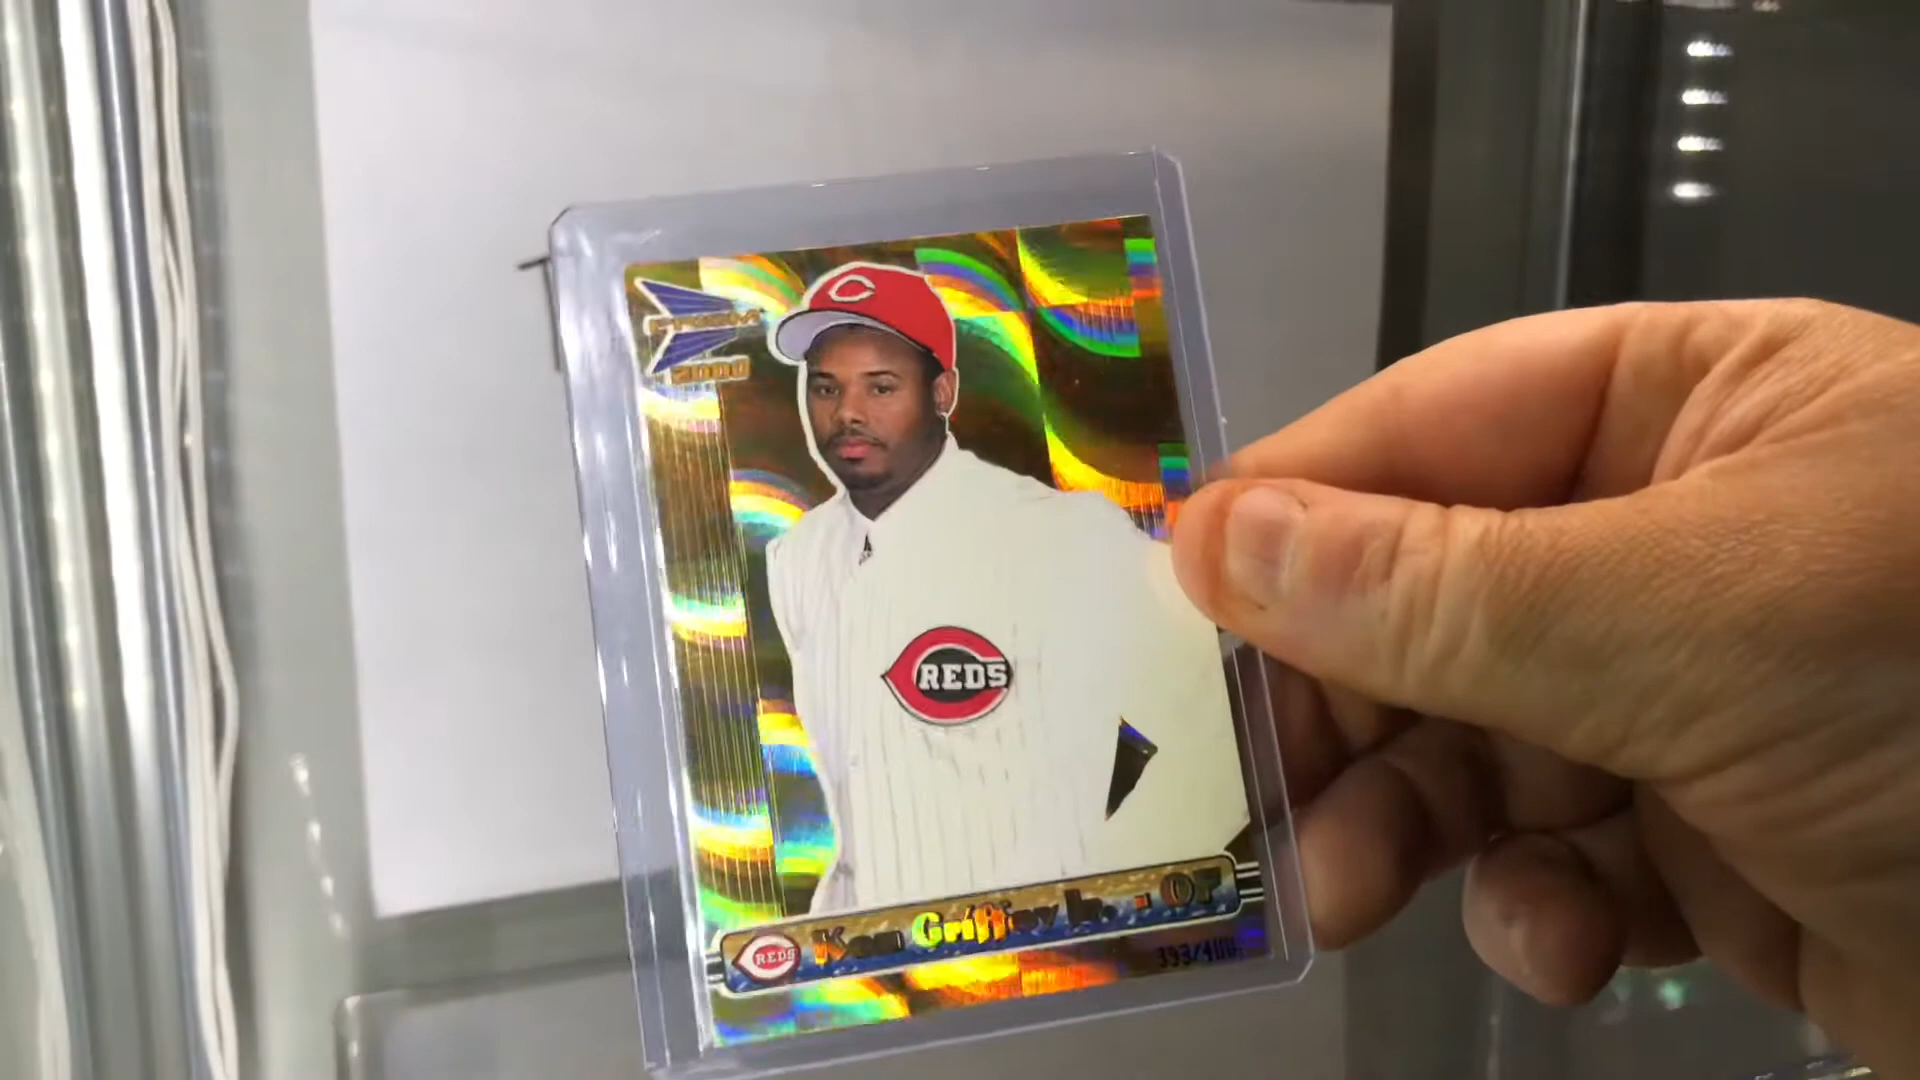 C
PRISM
2000
REDS
REDS
Ken Griffey Jr. - OF
393/400